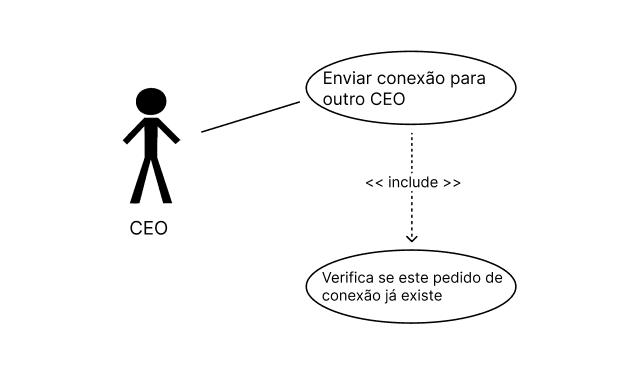 Enviar conexão para
outro CEO
<< include >>
CEO
Verifica se este pedido de
conexão já existe